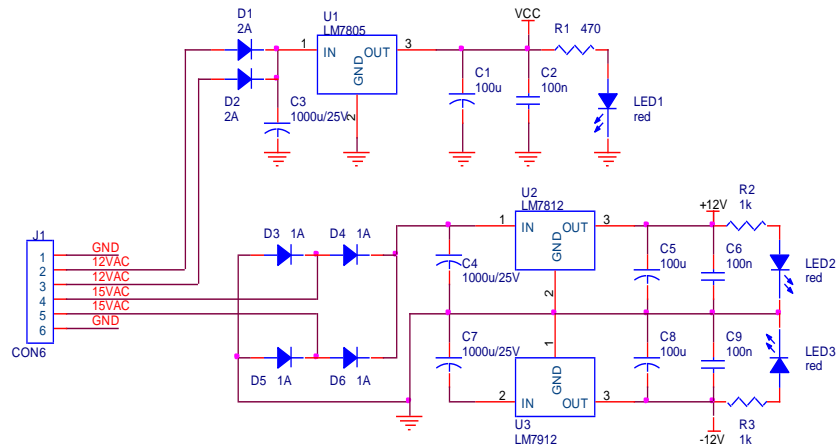 D1
2A
D2
2A
C3
1000u/25V
U1
LM7805
1
IN
OUT
3
GND
2
VCC
R1 470
C1
100u
C2
100n
LED1
red
J1
1
2
3
4
5
6
CON6
GND
12VAC
12VAC
15VAC
15VAC
GND
D3 1A
D4 1A
D5 1A
D6 1A
C4
1000u/25V
C7
1000u/25V
U2
LM7812
1
IN
OUT
3
GND
2
1
GND
2
IN
OUT
3
U3
LM7912
+12V
R2
1k
C5
100u
C6
100n
LED2
red
C8
100u
C9
100n
LED3
red
R3
1k
-12V